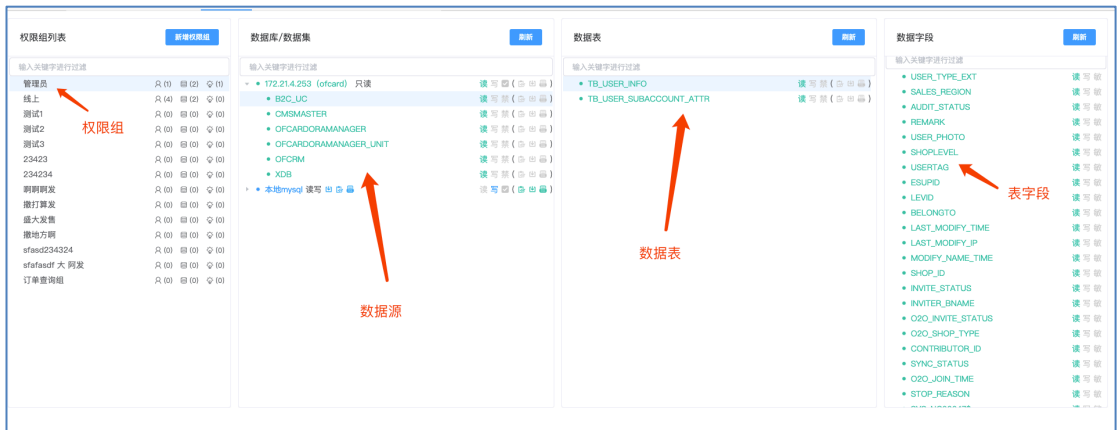 权限组列表 新增权限组
输入关键字进行过滤
管理员 (1) (2) (1)
线上 (4) (2) (0)
测试1 (0) (0) (0)
测试2 (0) (0) (0)
测试3 (0) (0) (0)
23423 (0) (0) (0)
234234 (0) (0) (0)
啊啊啊发 (0) (0) (0)
撒打算发 (0) (0) (0)
盛大发售 (0) (0) (0)
撒地方啊 (0) (0) (0)
sfasd234324 (0) (0) (0)
sfafasdf 大 阿发 (0) (0) (0)
订单查询组 (0) (0) (0)
权限组
数据库/数据集 刷新
输入关键字进行过滤
172.21.4.253（ofcard） 只读 读 写 ( )
B2C_UC 读 写 禁 ( )
CMSMASTER 读 写 禁 ( )
OFCARDORAMANAGER 读 写 禁 ( )
OFCARDORAMANAGER_UNIT 读 写 禁 ( )
OFCRM 读 写 禁 ( )
XDB 读 写 禁 ( )
本地mysql 读写 读 写 ( )
数据源
数据表 刷新
输入关键字进行过滤
TB_USER_INFO 读 写 禁 ( )
TB_USER_SUBACCOUNT_ATTR 读 写 禁 ( )
数据表
数据字段 刷新
输入关键字进行过滤
USER_TYPE_EXT 读 写 敏
SALES_REGION 读 写 敏
AUDIT_STATUS 读 写 敏
REMARK 读 写 敏
USER_PHOTO 读 写 敏
SHOPLEVEL 读 写 敏
USERTAG 读 写 敏
ESUPID 读 写 敏
LEVID 读 写 敏
BELONGTO 读 写 敏
LAST_MODIFY_TIME 读 写 敏
LAST_MODIFY_IP 读 写 敏
MODIFY_NAME_TIME 读 写 敏
SHOP_ID 读 写 敏
INVITE_STATUS 读 写 敏
INVITER_BNAME 读 写 敏
O2O_INVITE_STATUS 读 写 敏
O2O_SHOP_TYPE 读 写 敏
CONTRIBUTOR_ID 读 写 敏
SYNC_STATUS 读 写 敏
O2O_JOIN_TIME 读 写 敏
STOP_REASON 读 写 敏
表字段